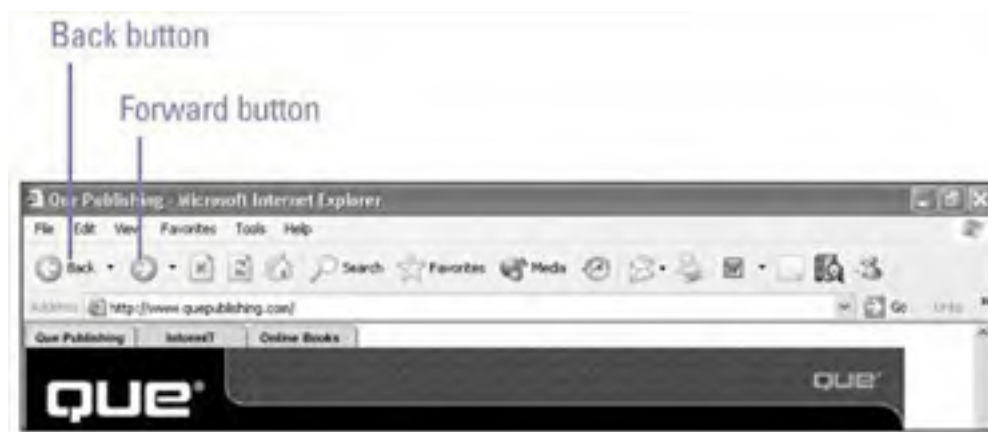 Back button
Forward button
Que Publishing - Microsoft Internet Explorer
File Edit View Favorites Tools Help
Back Search Favorites Media
Address http://www.quepublishing.com/ Go Links »
Que Publishing InformIT Online Books
que®
que®